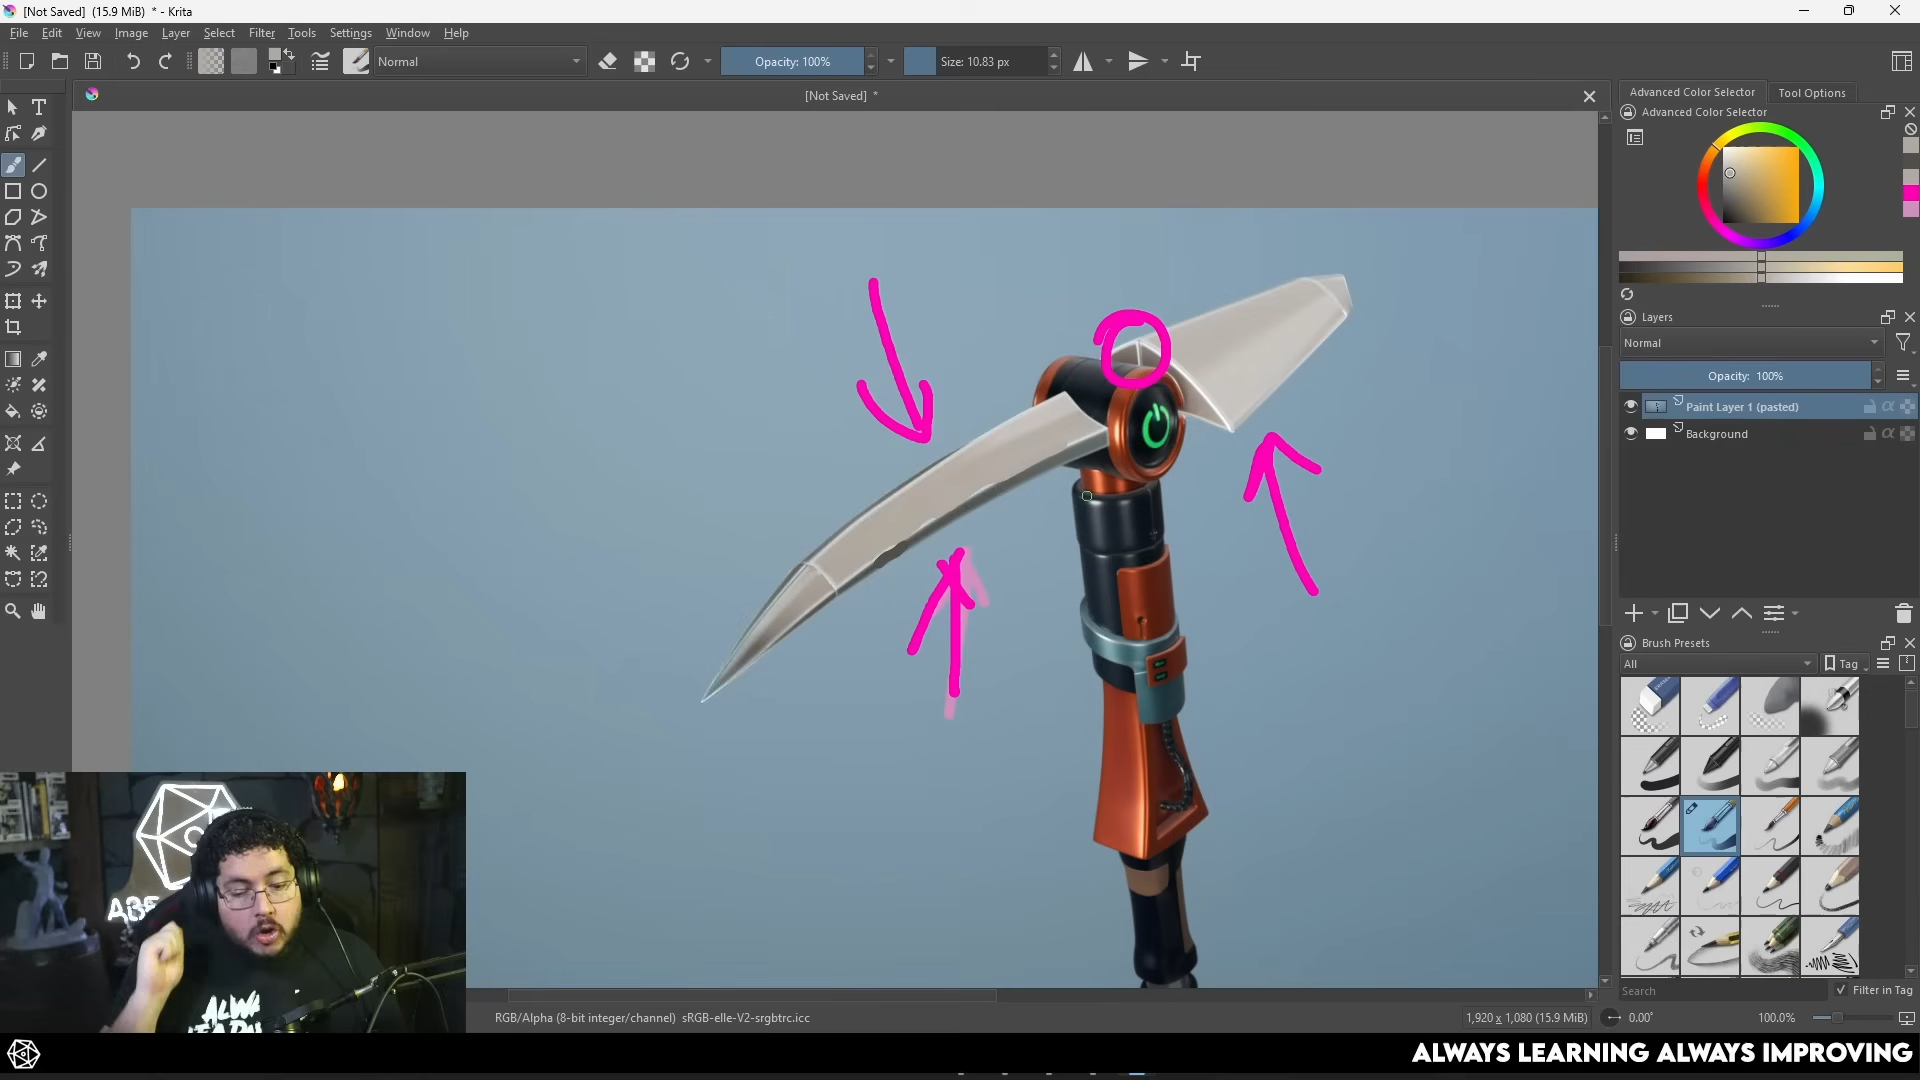 [Not Saved]  (15.9 MiB)  * - Krita
File Edit View Image Layer Select Filter Tools Settings Window Help
Normal
Opacity: 100%
Size: 10.83 px
[Not Saved]  *
Advanced Color Selector
Tool Options
Advanced Color Selector
Layers
Normal
Opacity:  100%
Paint Layer 1 (pasted)
Background
Brush Presets
All
Tag
Search
Filter in Tag
RGB/Alpha (8-bit integer/channel)  sRGB-elle-V2-srgbtrc.icc
1,920 x 1,080 (15.9 MiB)
0.00°
100.0%
ALWAYS LEARNING ALWAYS IMPROVING